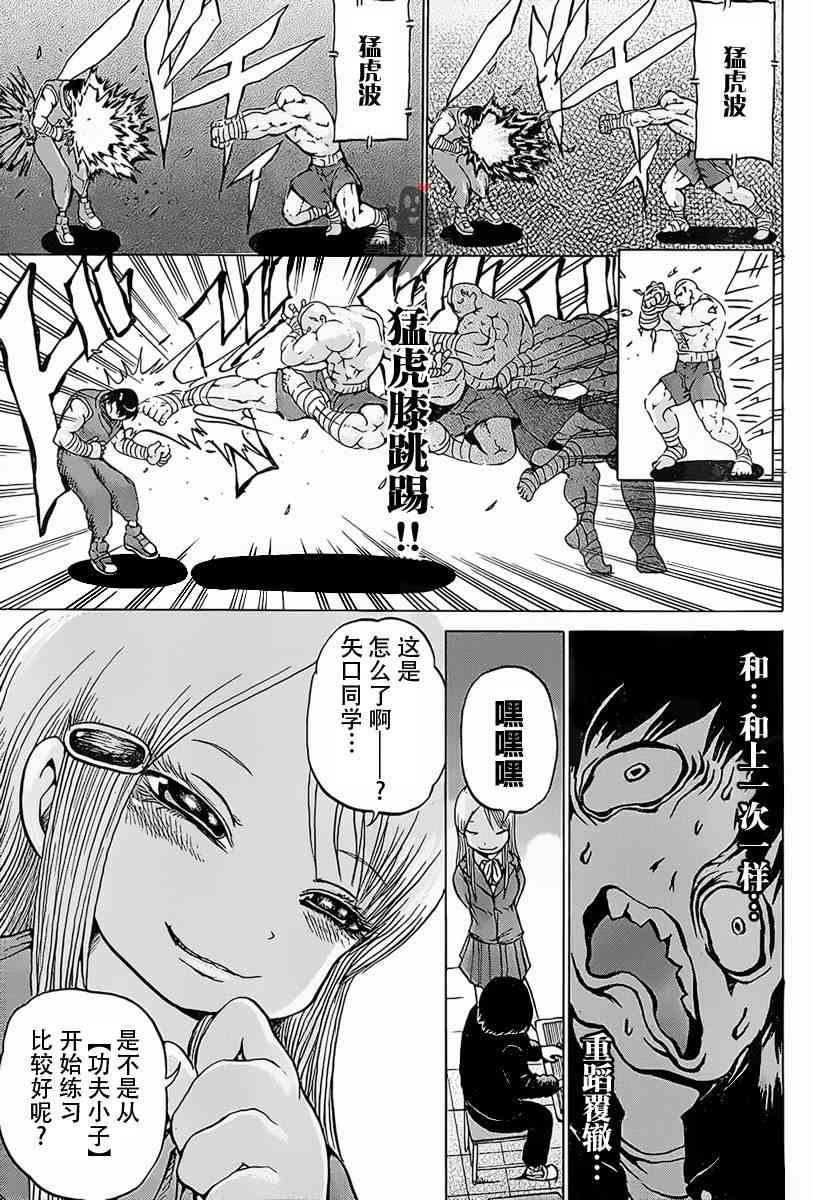 猛虎波
猛虎波
猛虎膝跳踢!!
和…和上一次一样…
重蹈覆辙…
嘿嘿嘿
这是
怎么了啊——?
矢口同学…
是不是从
【功夫小子】
开始练习
比较好呢?